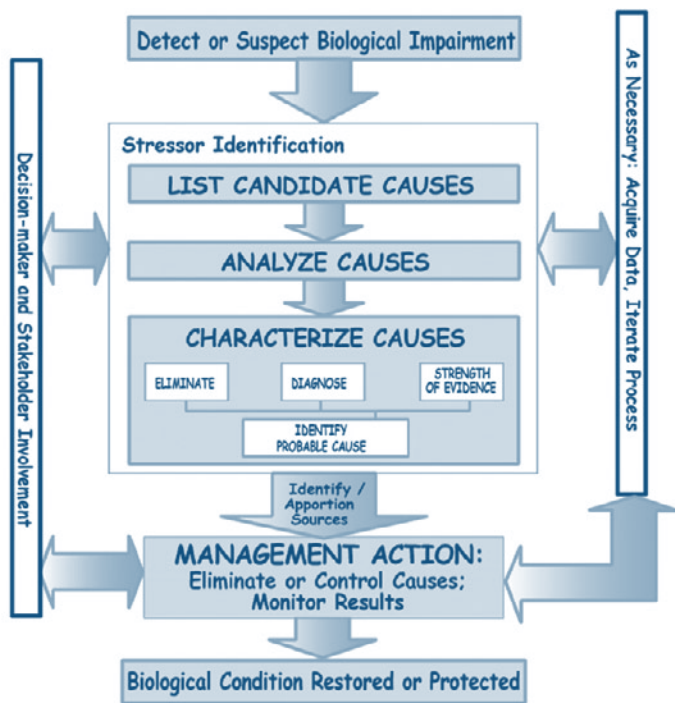 Detect or Suspect Biological Impairment
Stressor Identification
LIST CANDIDATE CAUSES
ANALYZE CAUSES
CHARACTERIZE CAUSES
ELIMINATE
DIAGNOSE
STRENGTH
OF EVIDENCE
IDENTIFY
PROBABLE CAUSE
Identify /
Apportion
Sources
MANAGEMENT ACTION:
Eliminate or Control Causes;
Monitor Results
Biological Condition Restored or Protected
Decision-maker and Stakeholder Involvement
As Necessary: Acquire Data, Iterate Process